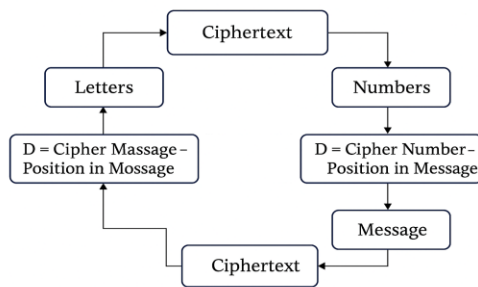 Ciphertext
Letters
Numbers
D = Cipher Massage–
Position in Mossage
D = Cipher Number–
Position in Message
Message
Ciphertext